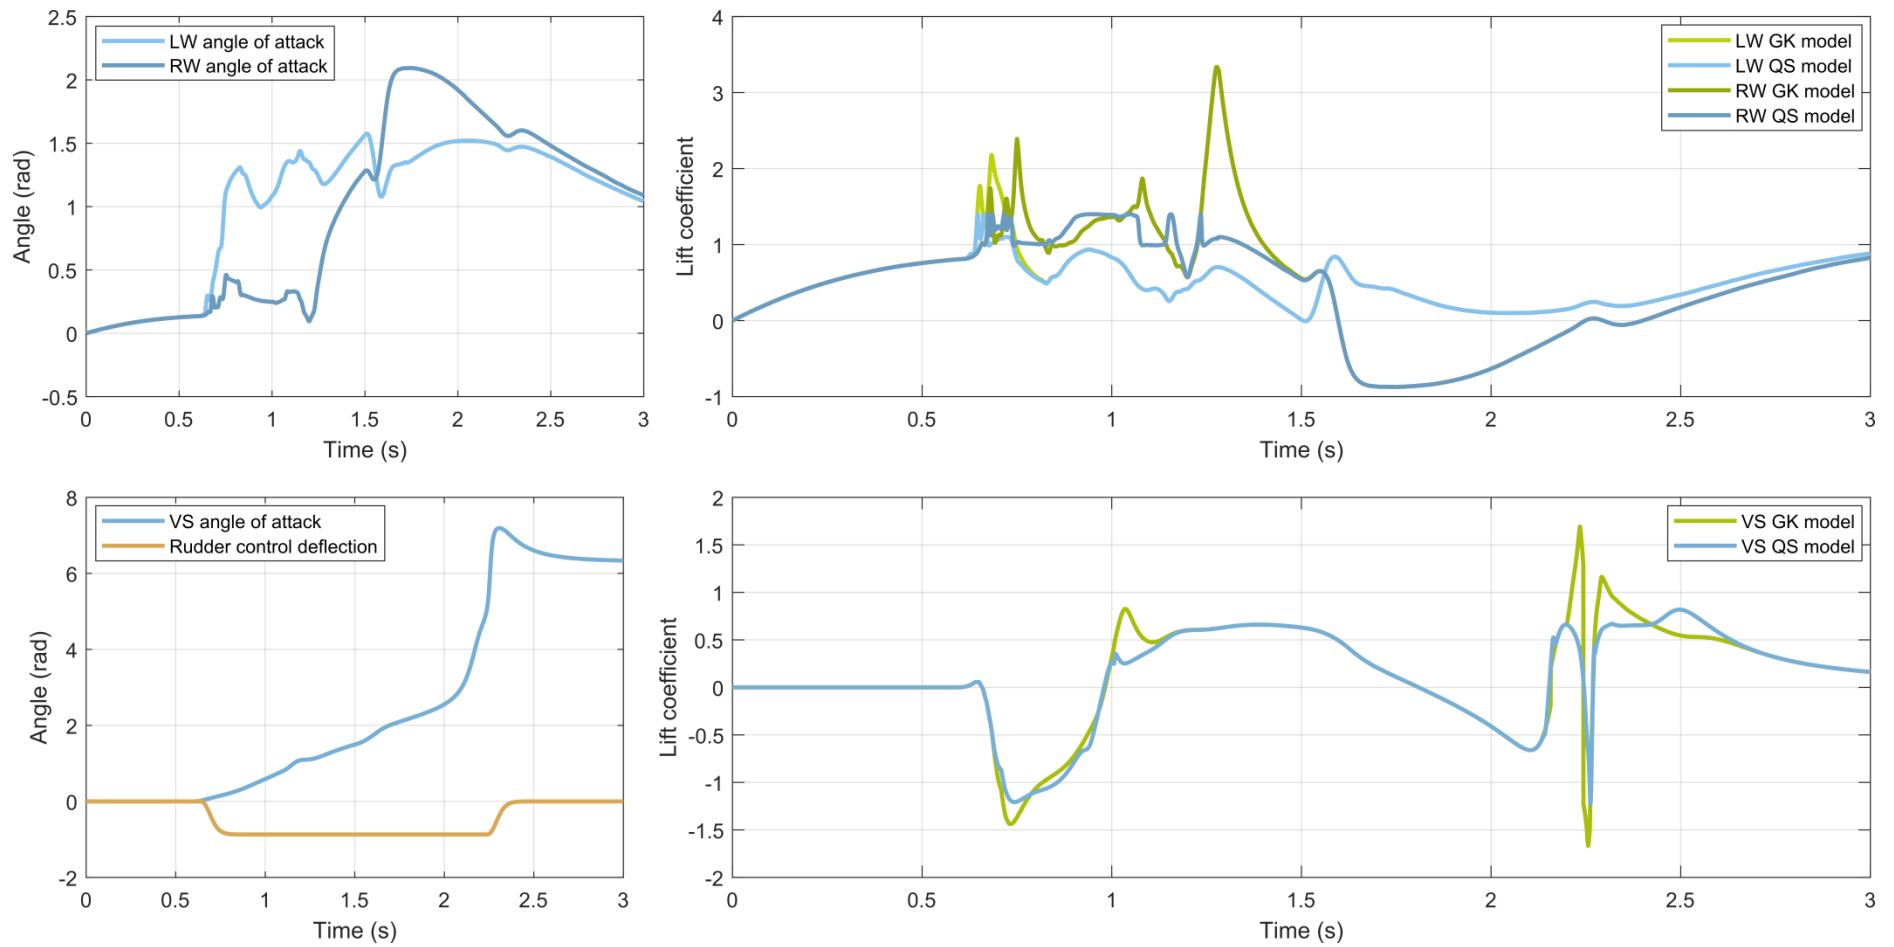 2.5
2
1.5
1
0.5
0
-0.5
Angle (rad)
LW angle of attack
RW angle of attack
0 0.5 1 1.5 2 2.5 3
Time (s)
4
3
2
1
0
-1
Lift coefficient
LW GK model
LW QS model
RW GK model
RW QS model
0 0.5 1 1.5 2 2.5 3
Time (s)
8
6
4
2
0
-2
Angle (rad)
VS angle of attack
Rudder control deflection
0 0.5 1 1.5 2 2.5 3
Time (s)
2
1.5
1
0.5
0
-0.5
-1
-1.5
-2
Lift coefficient
VS GK model
VS QS model
0 0.5 1 1.5 2 2.5 3
Time (s)